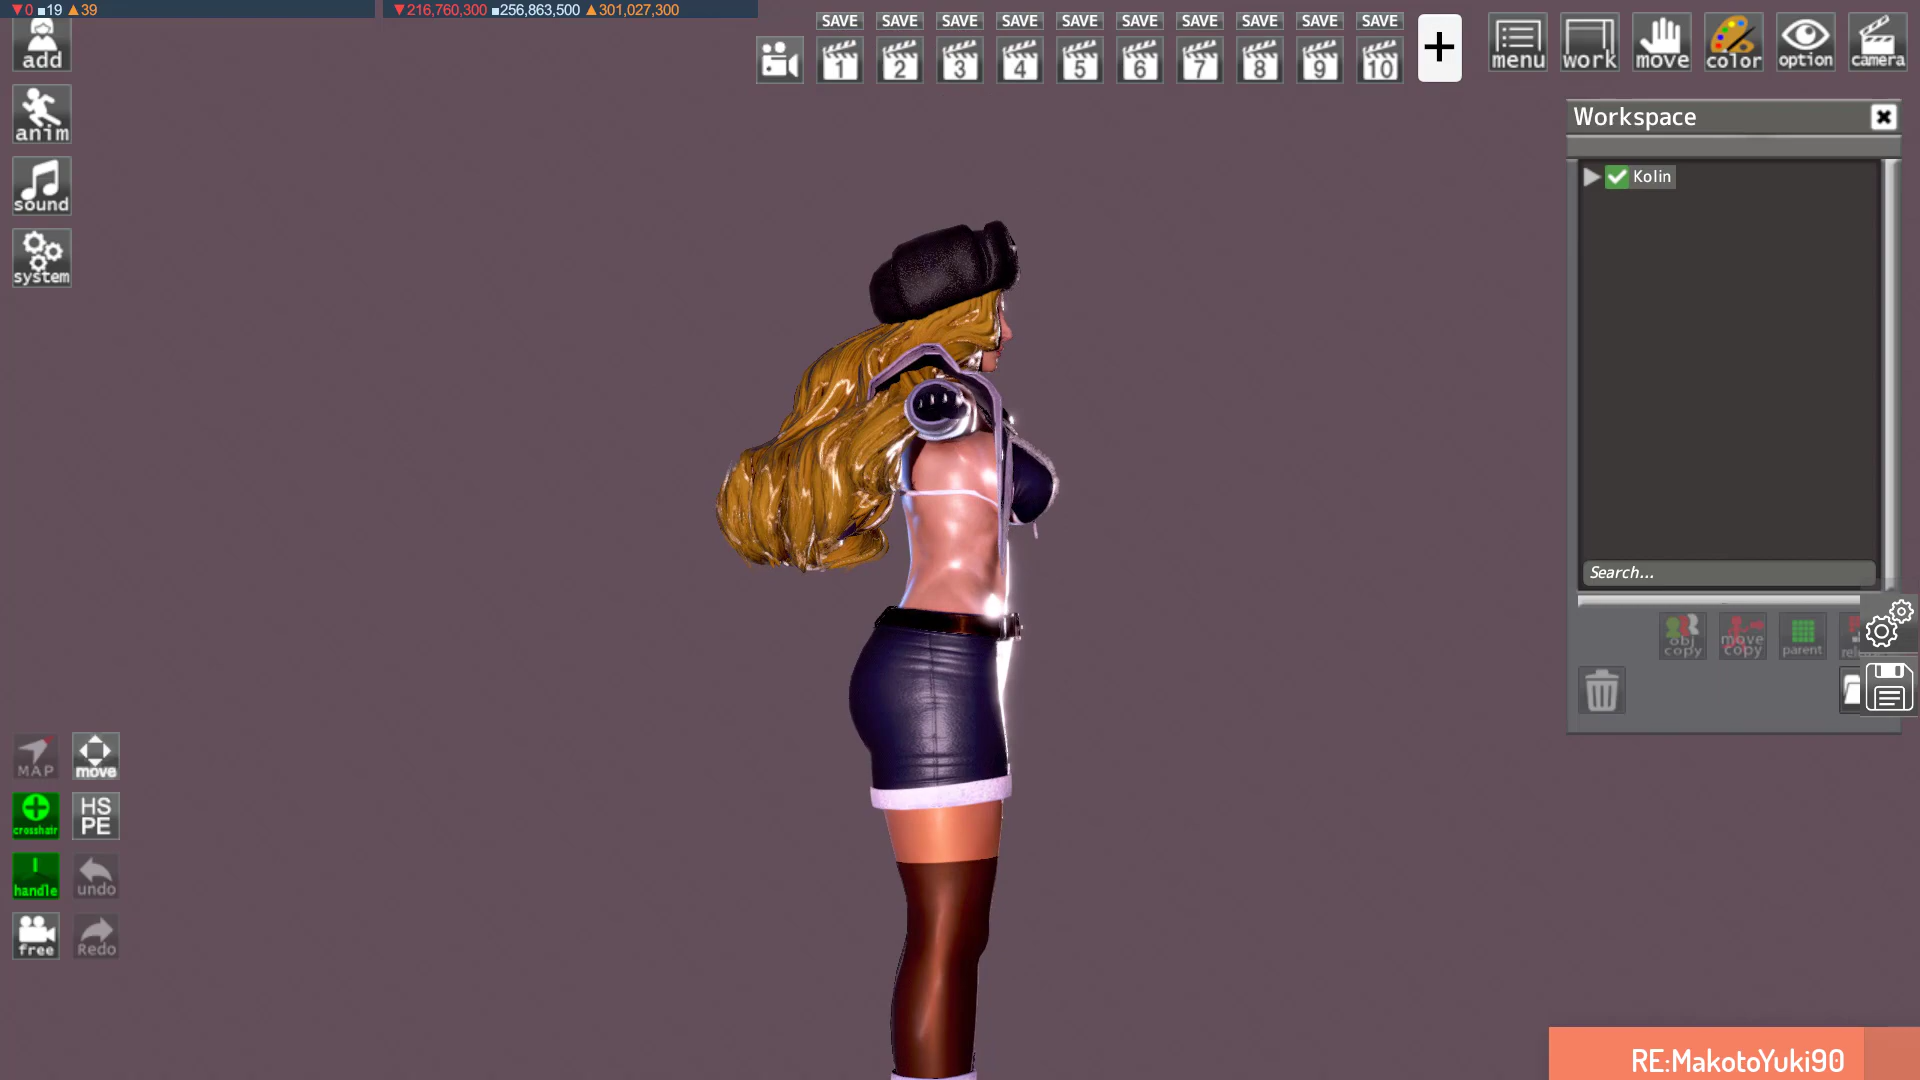 ▼0 ■19 ▲39
▼216,760,300 ■256,863,500 ▲301,027,300
SAVE SAVE SAVE SAVE SAVE SAVE SAVE SAVE SAVE SAVE
1 2 3 4 5 6 7 8 9 10 +
menu work move color option camera
add
anim
sound
system
Workspace
Kolin
Search...
obj copy
move copy
parent
MAP move
crosshair HS PE
handle undo
free Redo
RE:MakotoYuki90